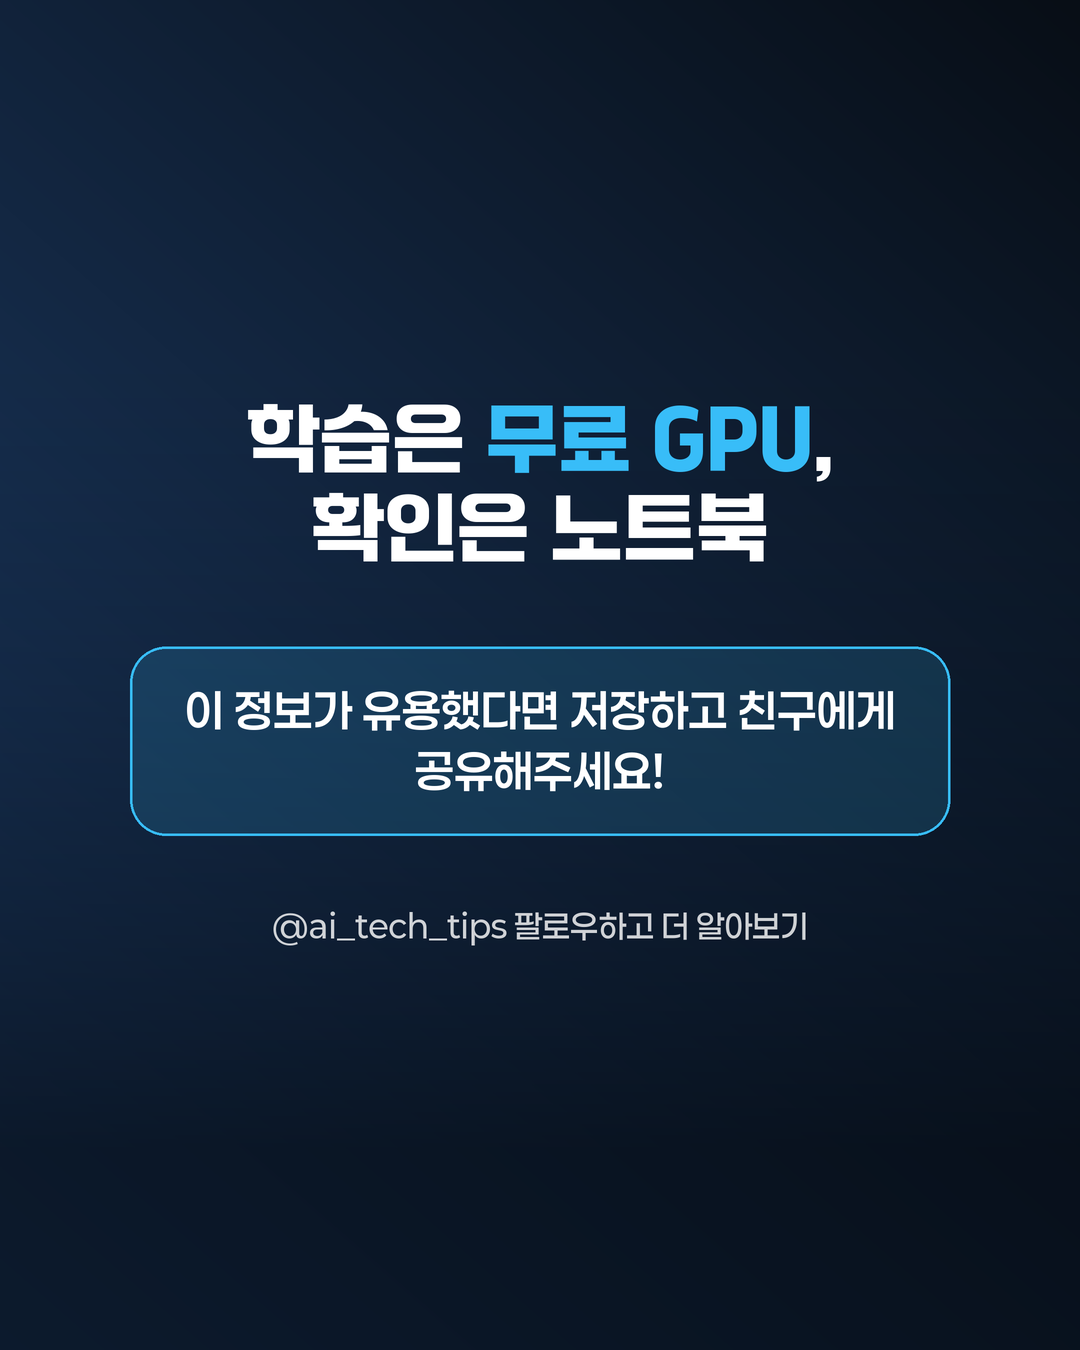 학습은 무료 GPU,
확인은 노트북
이 정보가 유용했다면 저장하고 친구에게
공유해주세요!
@ai_tech_tips 팔로우하고 더 알아보기